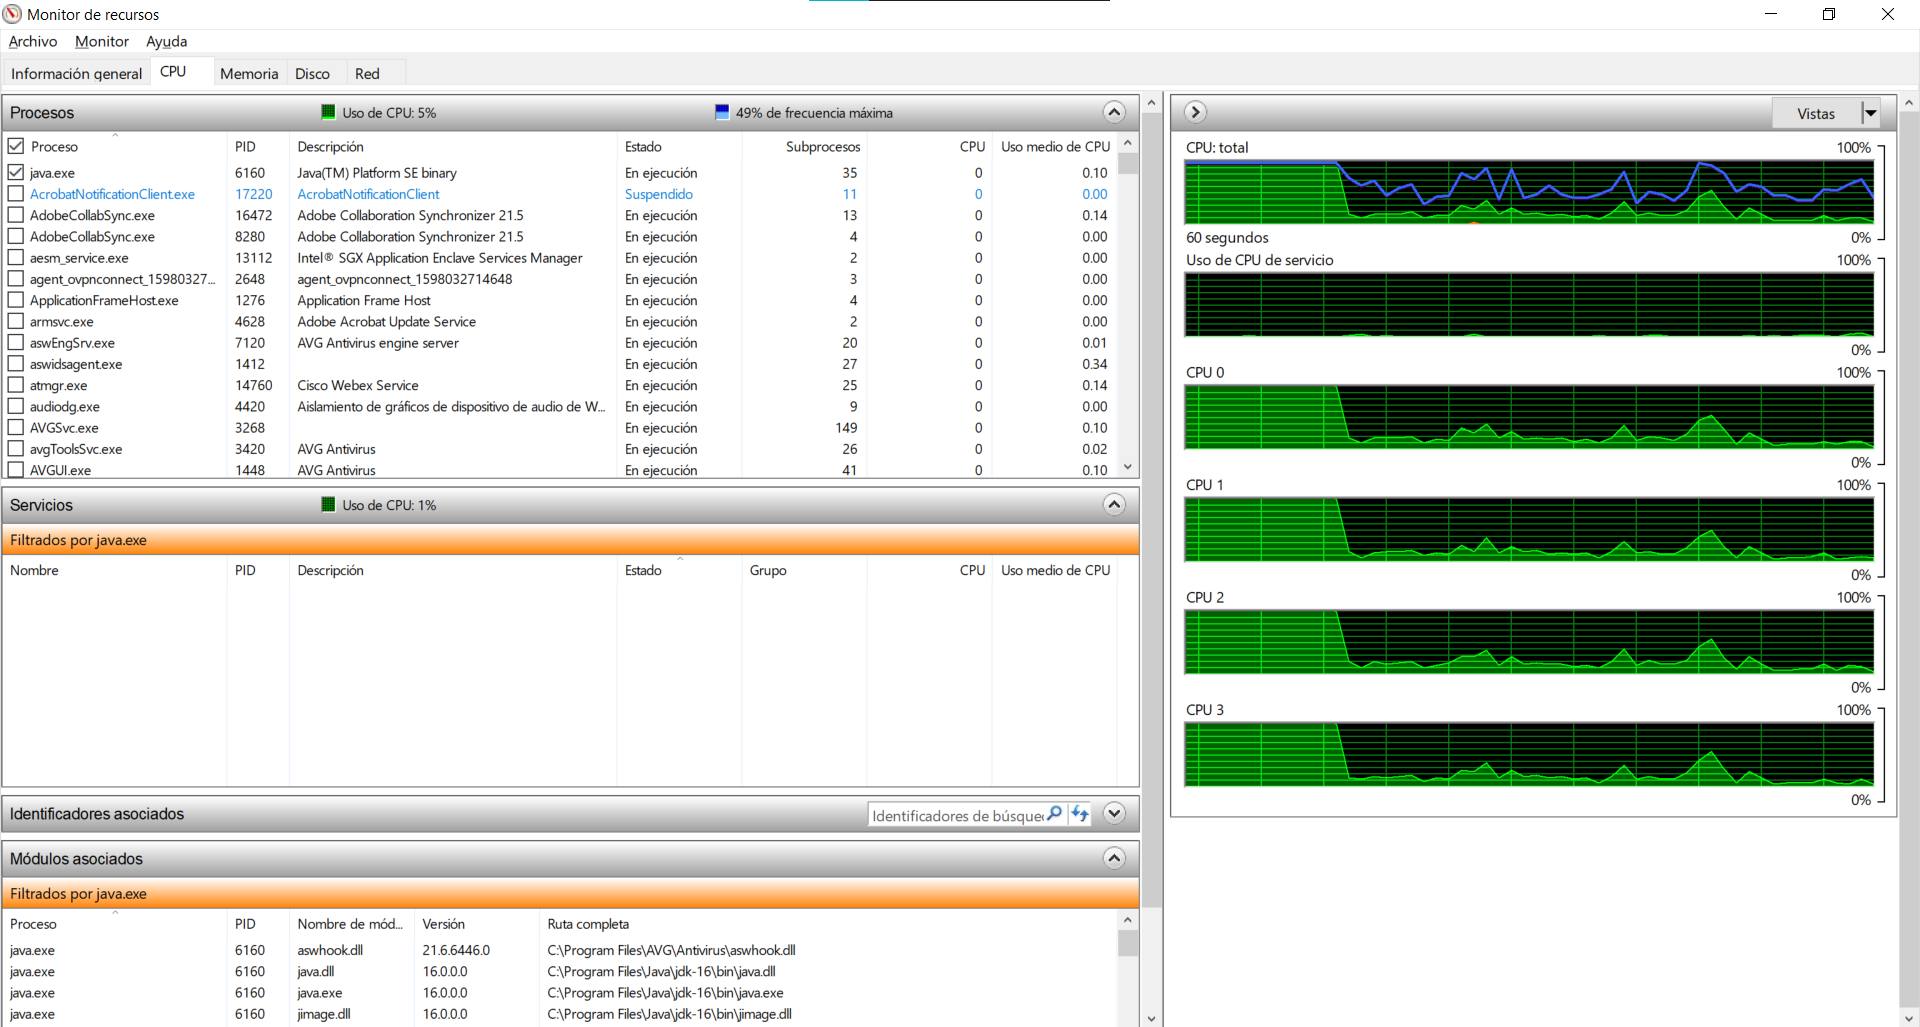 Monitor de recursos
Archivo Monitor Ayuda
Información general CPU Memoria Disco Red
Procesos Uso de CPU: 5% 49% de frecuencia máxima
Proceso PID Descripción Estado Subprocesos CPU Uso medio de CPU
java.exe 6160 Java(TM) Platform SE binary En ejecución 35 0 0.10
AcrobatNotificationClient.exe 17220 AcrobatNotificationClient Suspendido 11 0 0.00
AdobeCollabSync.exe 16472 Adobe Collaboration Synchronizer 21.5 En ejecución 13 0 0.14
AdobeCollabSync.exe 8280 Adobe Collaboration Synchronizer 21.5 En ejecución 4 0 0.00
aesm_service.exe 13112 Intel® SGX Application Enclave Services Manager En ejecución 2 0 0.00
agent_ovpnconnect_15980327... 2648 agent_ovpnconnect_1598032714648 En ejecución 3 0 0.00
ApplicationFrameHost.exe 1276 Application Frame Host En ejecución 4 0 0.00
armsvc.exe 4628 Adobe Acrobat Update Service En ejecución 2 0 0.00
aswEngSrv.exe 7120 AVG Antivirus engine server En ejecución 20 0 0.01
aswidsagent.exe 1412 En ejecución 27 0 0.34
atmgr.exe 14760 Cisco Webex Service En ejecución 25 0 0.14
audiodg.exe 4420 Aislamiento de gráficos de dispositivo de audio de W... En ejecución 9 0 0.00
AVGSvc.exe 3268 En ejecución 149 0 0.10
avgToolsSvc.exe 3420 AVG Antivirus En ejecución 26 0 0.02
AVGUI.exe 1448 AVG Antivirus En ejecución 41 0 0.10
Servicios Uso de CPU: 1%
Filtrados por java.exe
Nombre PID Descripción Estado Grupo CPU Uso medio de CPU
Identificadores asociados Identificadores de búsque
Módulos asociados
Filtrados por java.exe
Proceso PID Nombre de mód... Versión Ruta completa
java.exe 6160 aswhook.dll 21.6.6446.0 C:\Program Files\AVG\Antivirus\aswhook.dll
java.exe 6160 java.dll 16.0.0.0 C:\Program Files\Java\jdk-16\bin\java.dll
java.exe 6160 java.exe 16.0.0.0 C:\Program Files\Java\jdk-16\bin\java.exe
java.exe 6160 jimage.dll 16.0.0.0 C:\Program Files\Java\jdk-16\bin\jimage.dll
Vistas
CPU: total 100%
60 segundos 0%
Uso de CPU de servicio 100%
0%
CPU 0 100%
0%
CPU 1 100%
0%
CPU 2 100%
0%
CPU 3 100%
0%